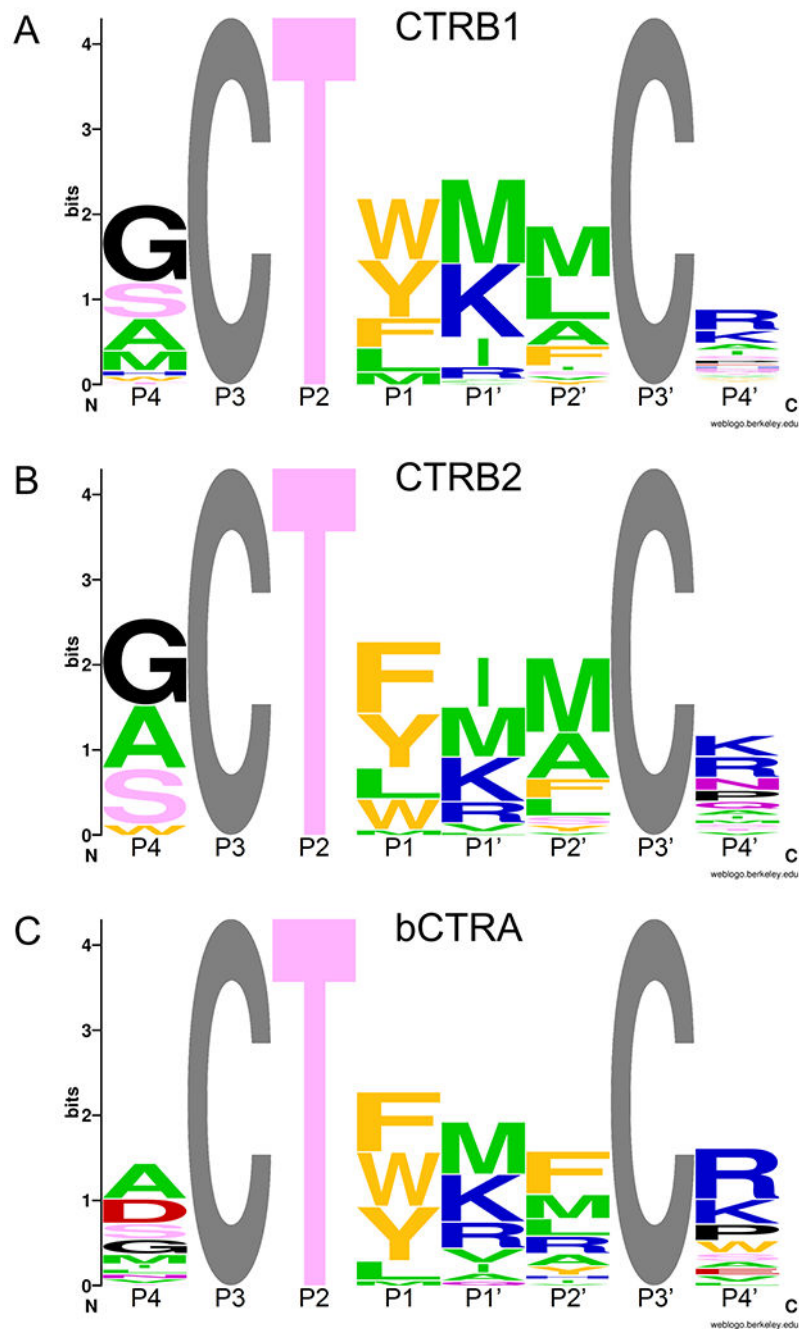 A CTRB1
bits
4
3
2
1
0
G S A M
C
T
W Y F L M
M K I R
M L A F
C
R K
N P4 P3 P2 P1 P1' P2' P3' P4' C
weblogo.berkeley.edu
B CTRB2
bits
4
3
2
1
0
G A S W
C
T
F Y L W M
I M K R V
M A F L S Y
C
K R N P Q
N P4 P3 P2 P1 P1' P2' P3' P4' C
weblogo.berkeley.edu
C bCTRA
bits
4
3
2
1
0
A D S G M
C
T
F W Y L M
M K R V I A
F M L R A Y
C
R K P W
N P4 P3 P2 P1 P1' P2' P3' P4' C
weblogo.berkeley.edu